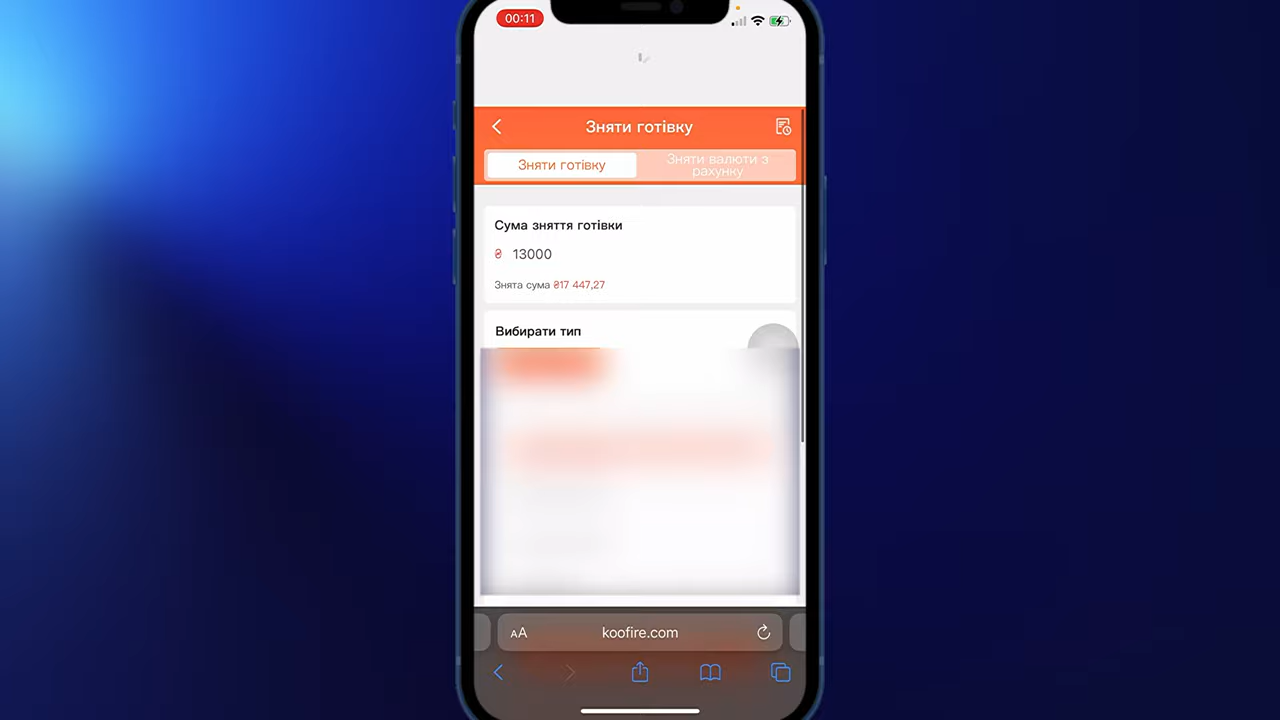 00:11
Зняти готівку
Зняти готівку
Зняти валюти з
рахунку
Сума зняття готівки
₴ 13000
Знята сума ₴17 447,27
Вибирати тип
AA koofire.com